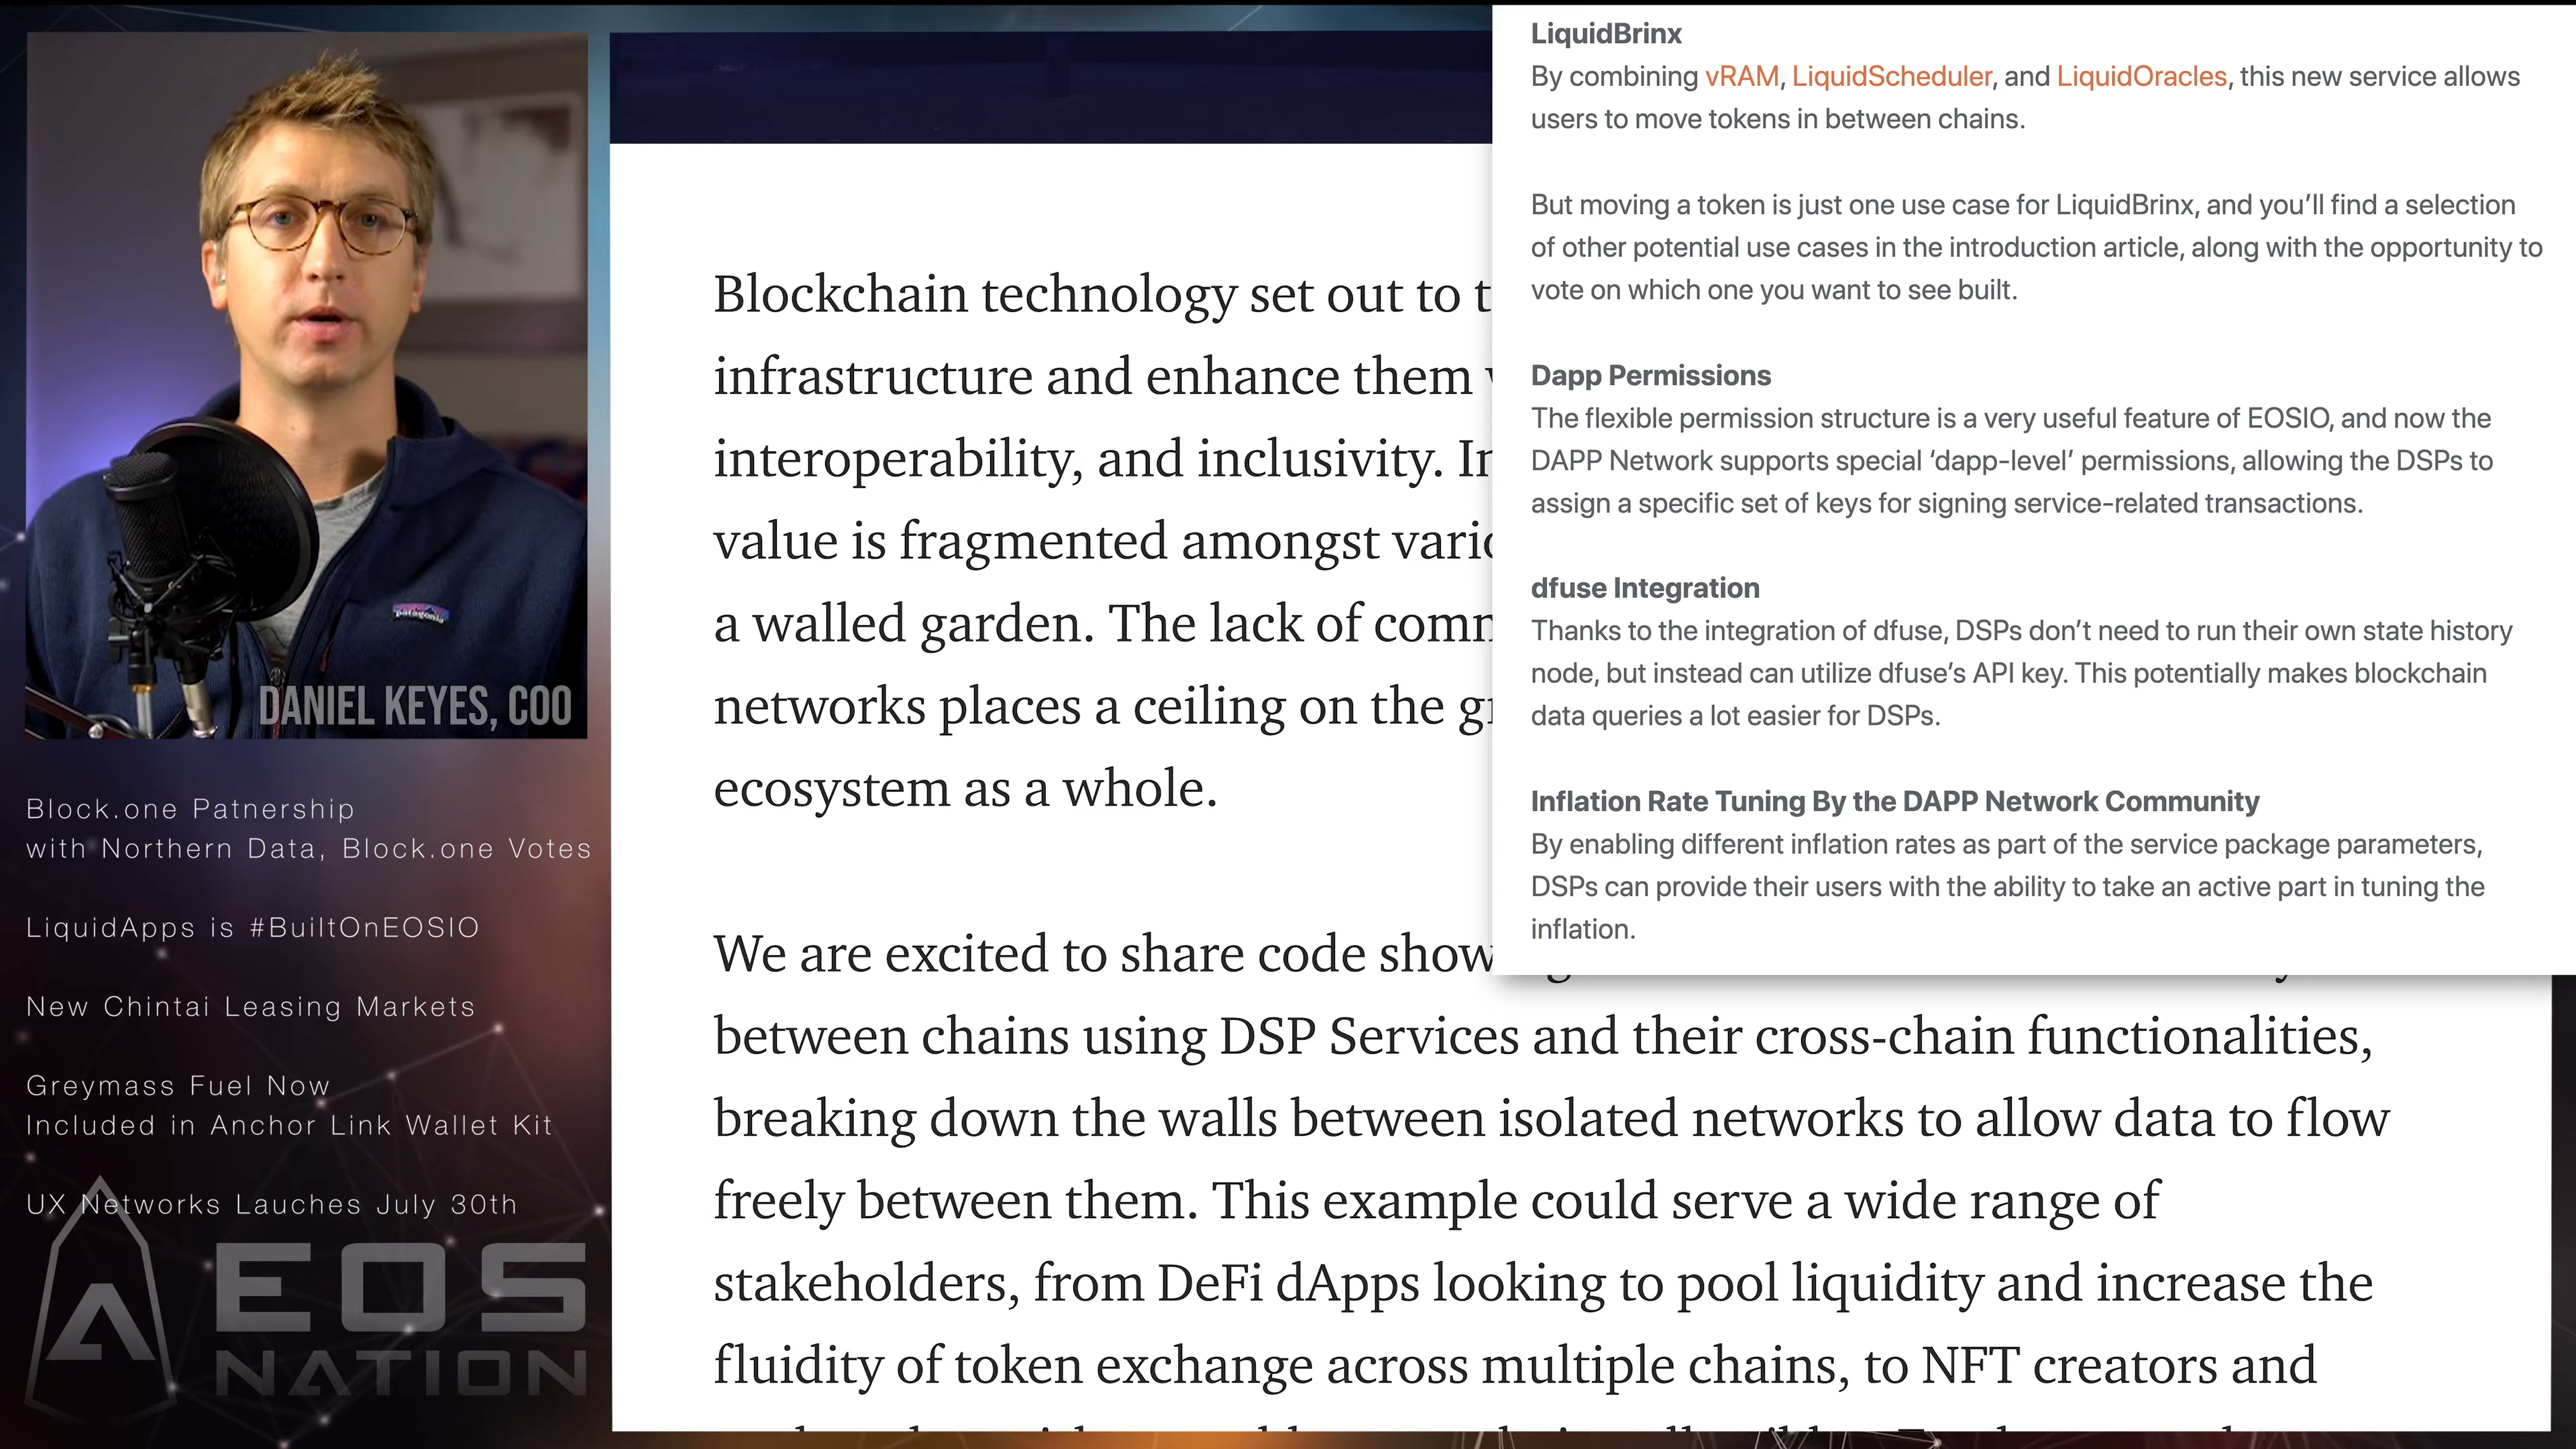 patagonia
DANIEL KEYES, COO
Block.one Patnership
with Northern Data, Block.one Votes
LiquidApps is #BuiltOnEOSIO
New Chintai Leasing Markets
Greymass Fuel Now
Included in Anchor Link Wallet Kit
UX Networks Lauches July 30th
EOS
NATION
Blockchain technology set out to
infrastructure and enhance them
interoperability, and inclusivity.
value is fragmented amongst
a walled garden. The lack of
networks places a ceiling on the
ecosystem as a whole.
We are excited to share code
between chains using DSP Services and their cross-chain functionalities,
breaking down the walls between isolated networks to allow data to flow
freely between them. This example could serve a wide range of
stakeholders, from DeFi dApps looking to pool liquidity and increase the
fluidity of token exchange across multiple chains, to NFT creators and
LiquidBrinx
By combining vRAM, LiquidScheduler, and LiquidOracles, this new service allows
users to move tokens in between chains.
But moving a token is just one use case for LiquidBrinx, and you'll find a selection
of other potential use cases in the introduction article, along with the opportunity to
vote on which one you want to see built.
Dapp Permissions
The flexible permission structure is a very useful feature of EOSIO, and now the
DAPP Network supports special 'dapp-level' permissions, allowing the DSPs to
assign a specific set of keys for signing service-related transactions.
dfuse Integration
Thanks to the integration of dfuse, DSPs don't need to run their own state history
node, but instead can utilize dfuse's API key. This potentially makes blockchain
data queries a lot easier for DSPs.
Inflation Rate Tuning By the DAPP Network Community
By enabling different inflation rates as part of the service package parameters,
DSPs can provide their users with the ability to take an active part in tuning the
inflation.